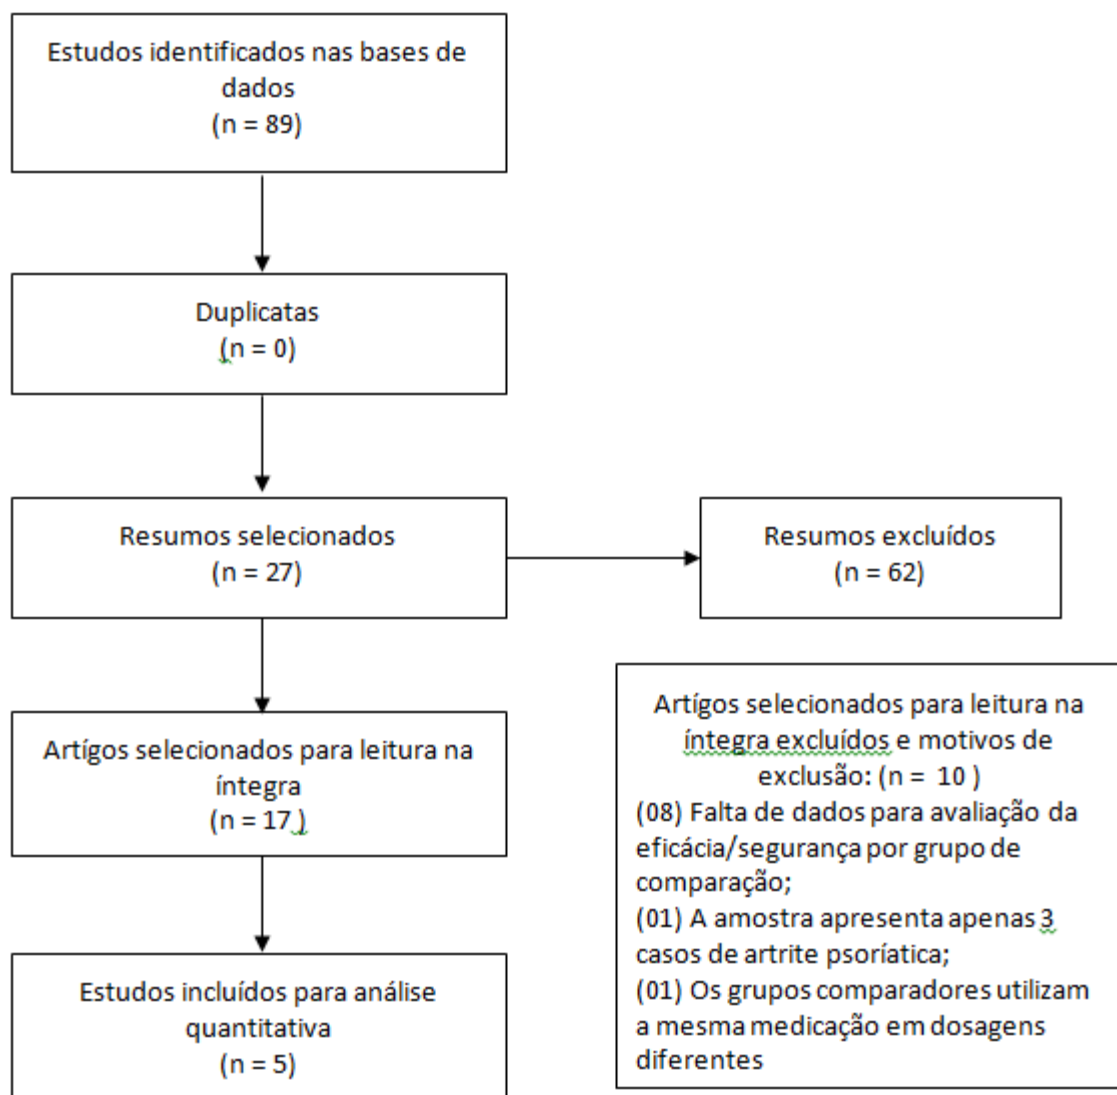 Estudos identificados nas bases de
dados
(n = 89)
Duplicatas
(n = 0)
Resumos selecionados
(n = 27)
Resumos excluídos
(n = 62)
Artígos selecionados para leitura na
íntegra
(n = 17 )
Artígos selecionados para leitura na
íntegra excluídos e motivos de
exclusão: (n = 10 )
(08) Falta de dados para avaliação da
eficácia/segurança por grupo de
comparação;
(01) A amostra apresenta apenas 3
casos de artrite psoríatica;
(01) Os grupos comparadores utilizam
a mesma medicação em dosagens
diferentes
Estudos incluídos para análise
quantitativa
(n = 5)